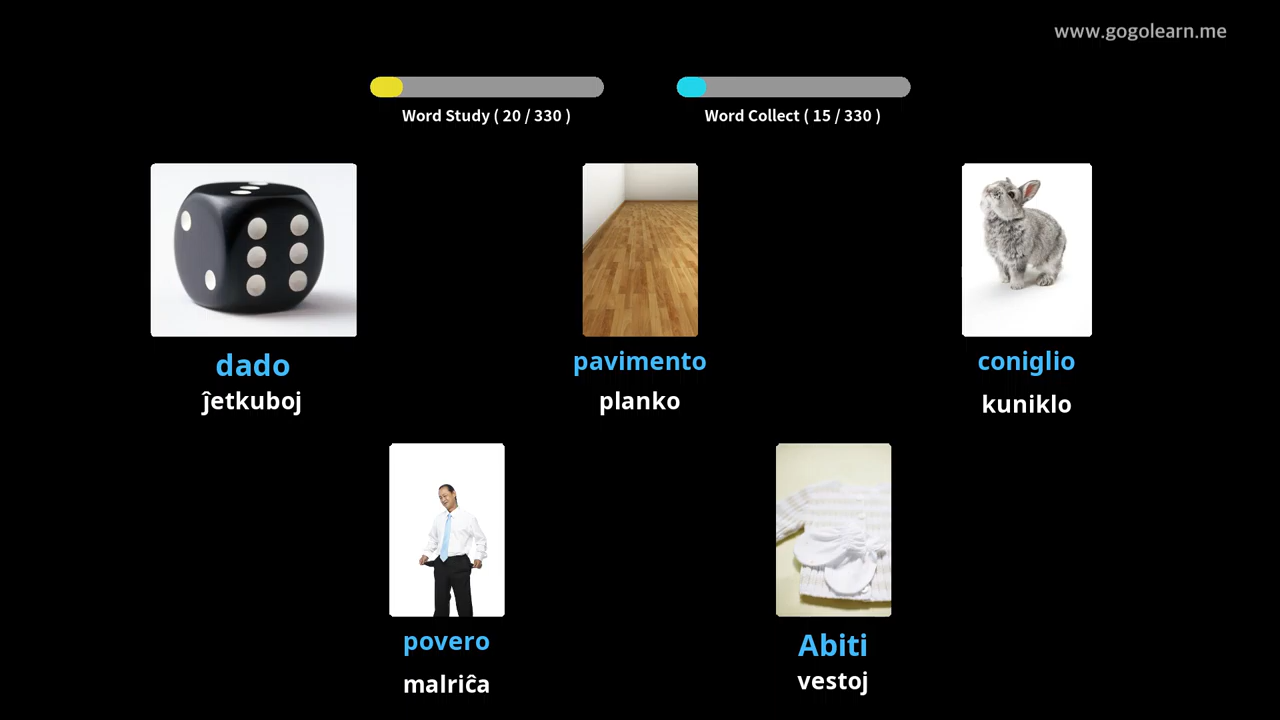 www.gogolearn.me
Word Study ( 20 / 330 )
Word Collect ( 15 / 330 )
dado
ĵetkuboj
pavimento
planko
coniglio
kuniklo
povero
malriĉa
Abiti
vestoj